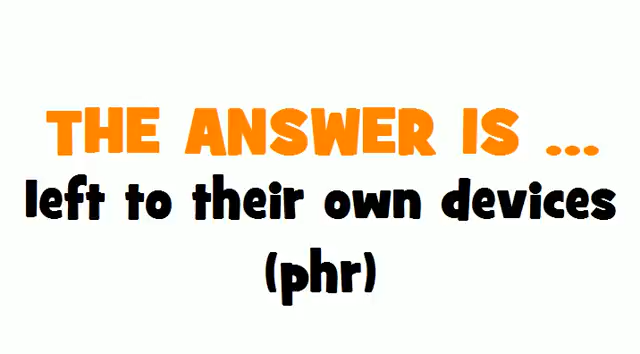 THE ANSWER IS ...
left to their own devices
(phr)